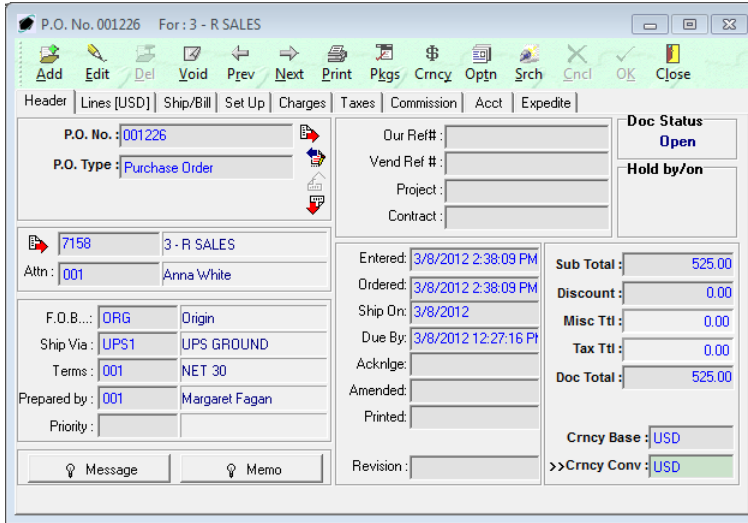 P.O. No. 001226 For : 3 - R SALES
Add Edit Del Void Prev Next Print Pkgs Crncy Optn Srch Cncl OK Close
Header Lines [USD] Ship/Bill Set Up Charges Taxes Commission Acct Expedite
P.O. No. : 001226
P.O. Type : Purchase Order
Our Ref# :
Vend Ref # :
Project :
Contract :
Doc Status
Open
Hold by/on
7158 3 - R SALES
Attn : 001 Anna White
F.O.B...: ORG Origin
Ship Via : UPS1 UPS GROUND
Terms : 001 NET 30
Prepared by : 001 Margaret Fagan
Priority :
Message Memo
Entered: 3/8/2012 2:38:09 PM
Ordered: 3/8/2012 2:38:09 PM
Ship On: 3/8/2012
Due By: 3/8/2012 12:27:16 PM
Acknlge:
Amended:
Printed:
Revision :
Sub Total : 525.00
Discount : 0.00
Misc Ttl : 0.00
Tax Ttl : 0.00
Doc Total : 525.00
Crncy Base : USD
>>Crncy Conv : USD